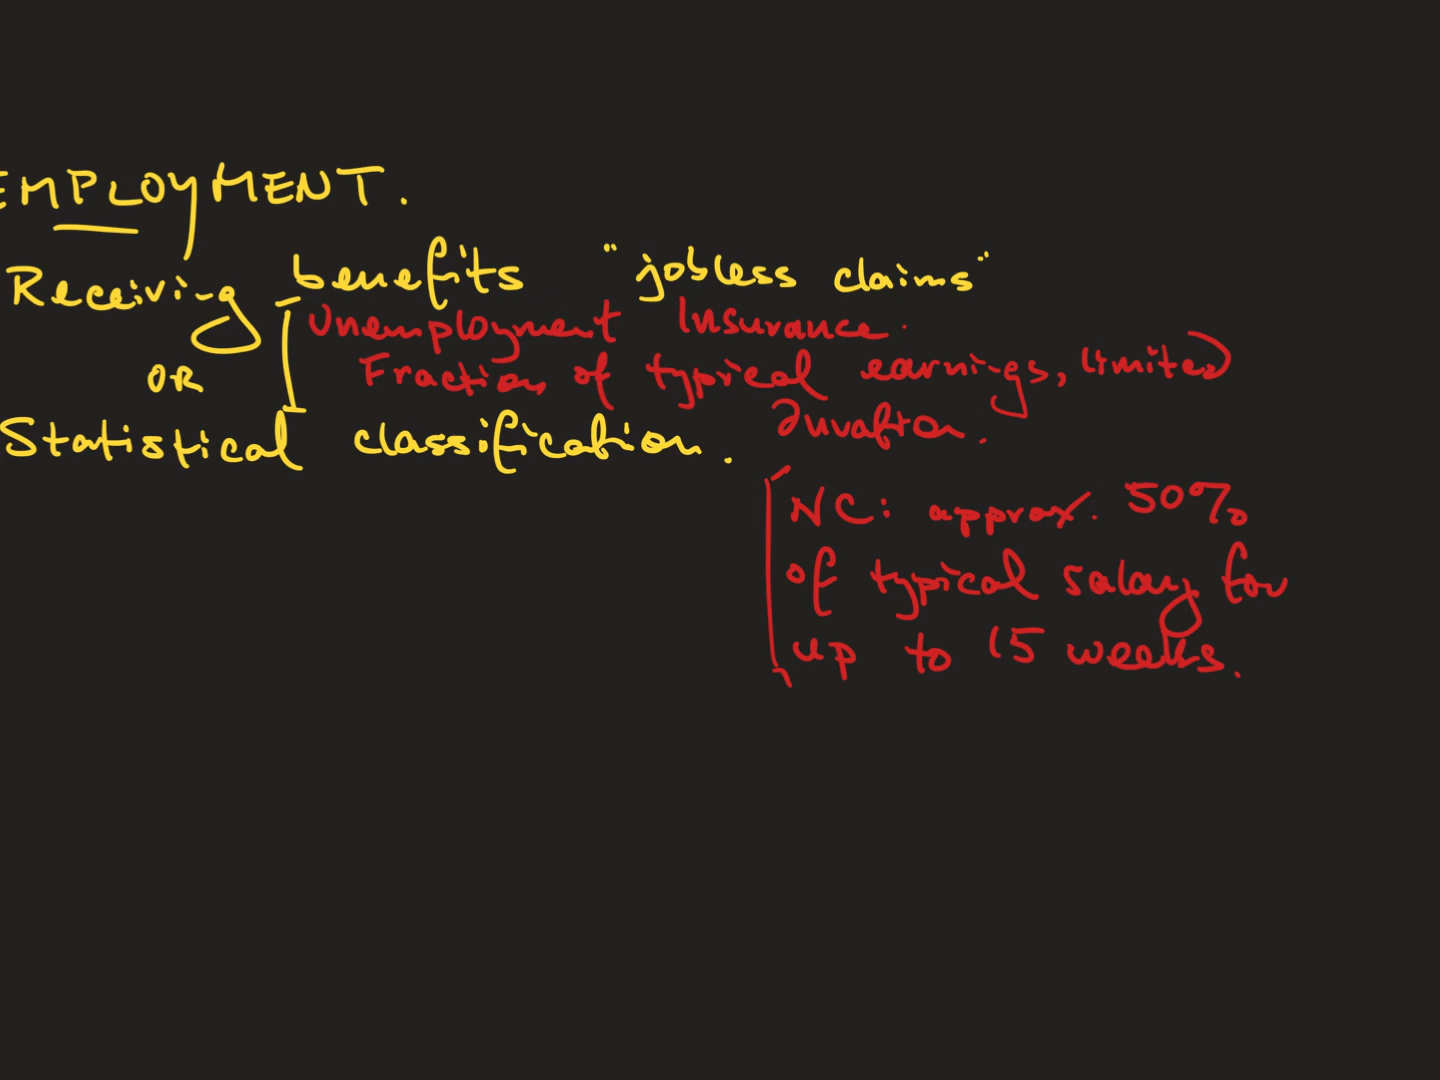 EMPLOYMENT.
Receiving benefits "jobless claims"
Unemployment Insurance.
OR Fraction of typical earnings, limited
duration.
Statistical classification.
NC: approx. 50%
of typical salary for
up to 15 weeks.